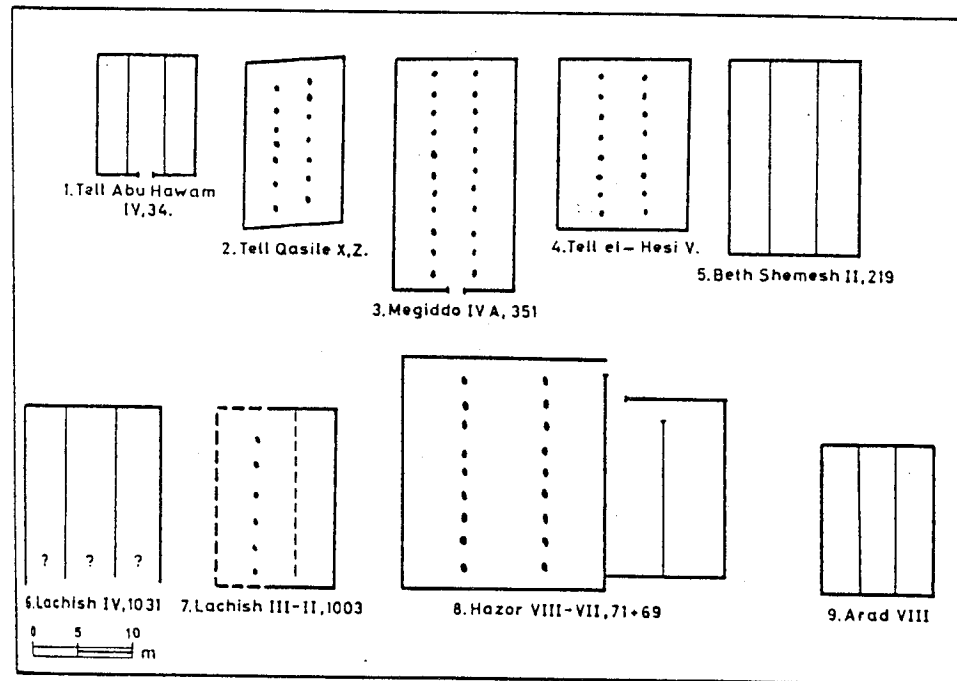 1.Tell Abu Hawam
IV,34.
2.Tell Qasile X,Z.
3.Megiddo IVA, 351
4.Tell el-Hesi V.
5.Beth Shemesh II,219
? ? ?
6.Lachish IV,1031
7.Lachish III-II,1003
8.Hazor VIII-VII,71+69
9.Arad VIII
0 5 10
m